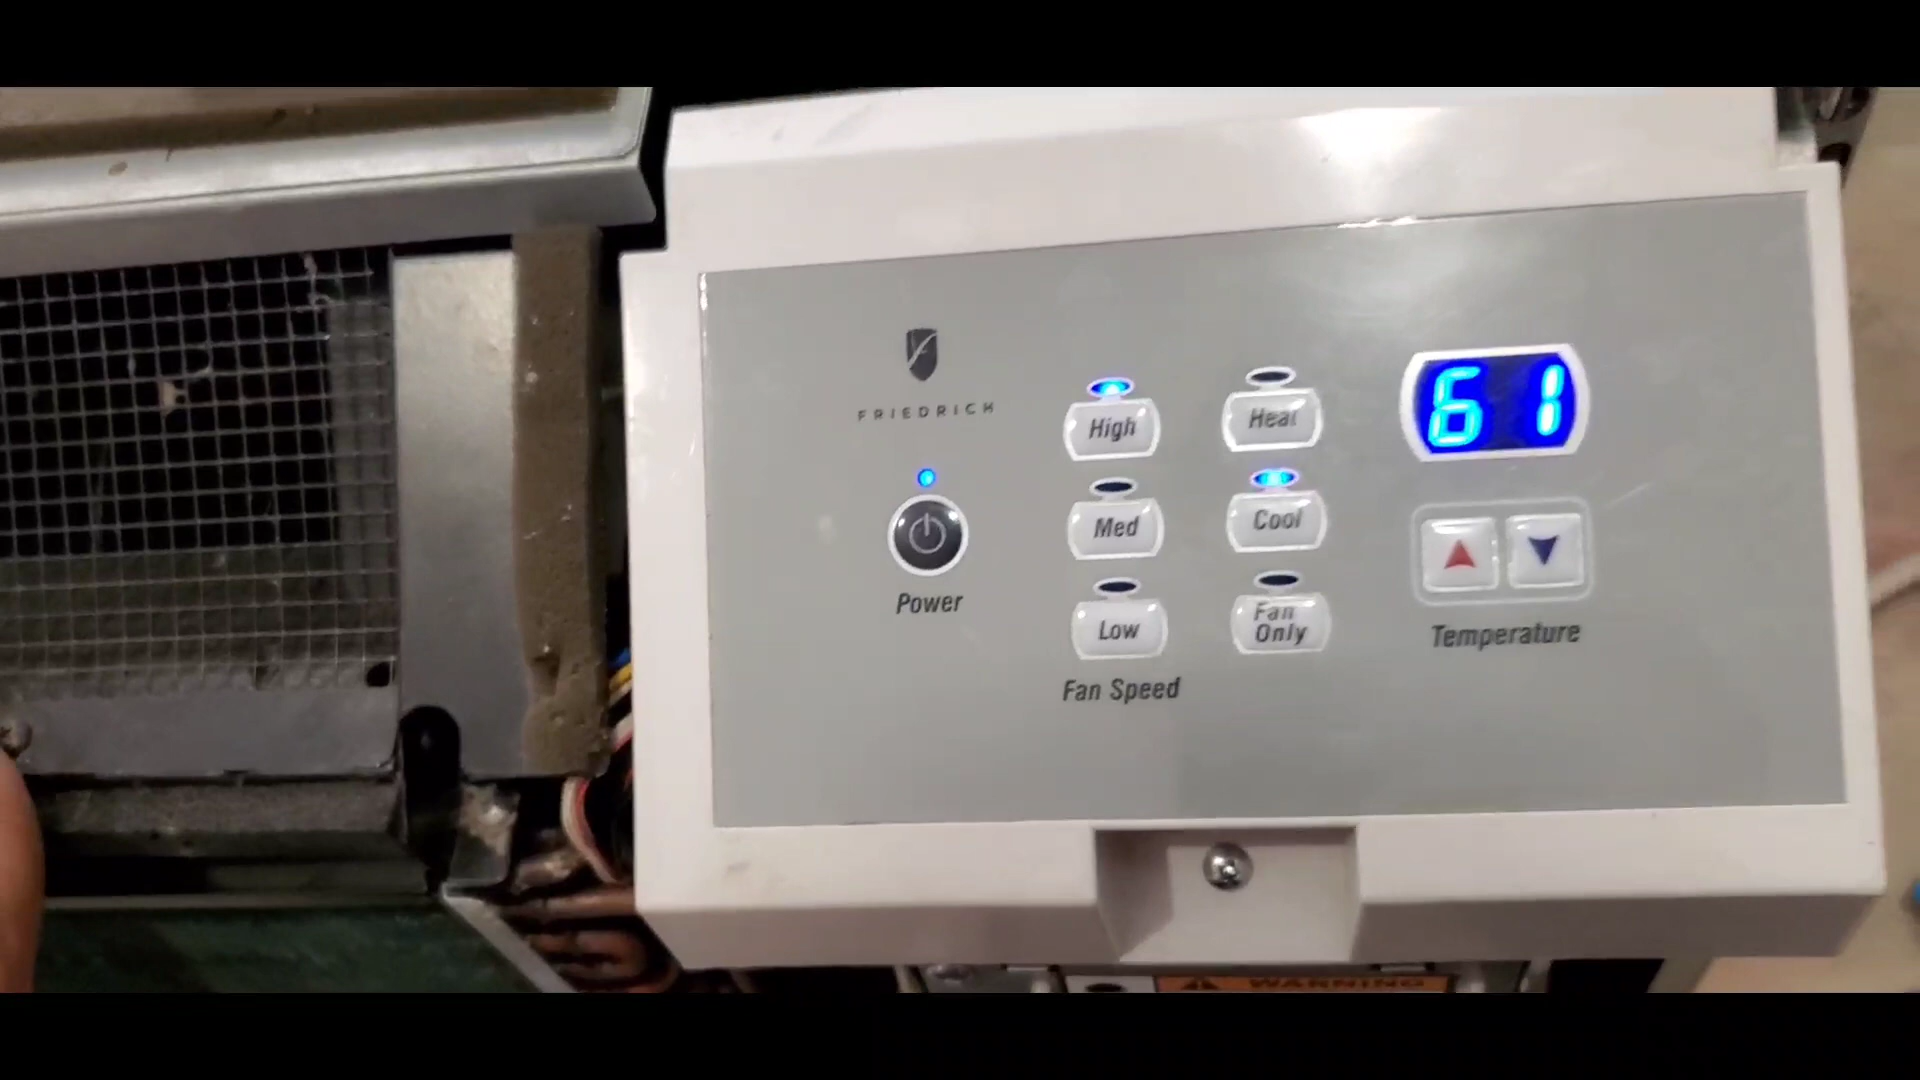 FRIEDRICH
Power
High
Med
Low
Fan Speed
Heat
Cool
Fan
Only
61
Temperature
WARNING